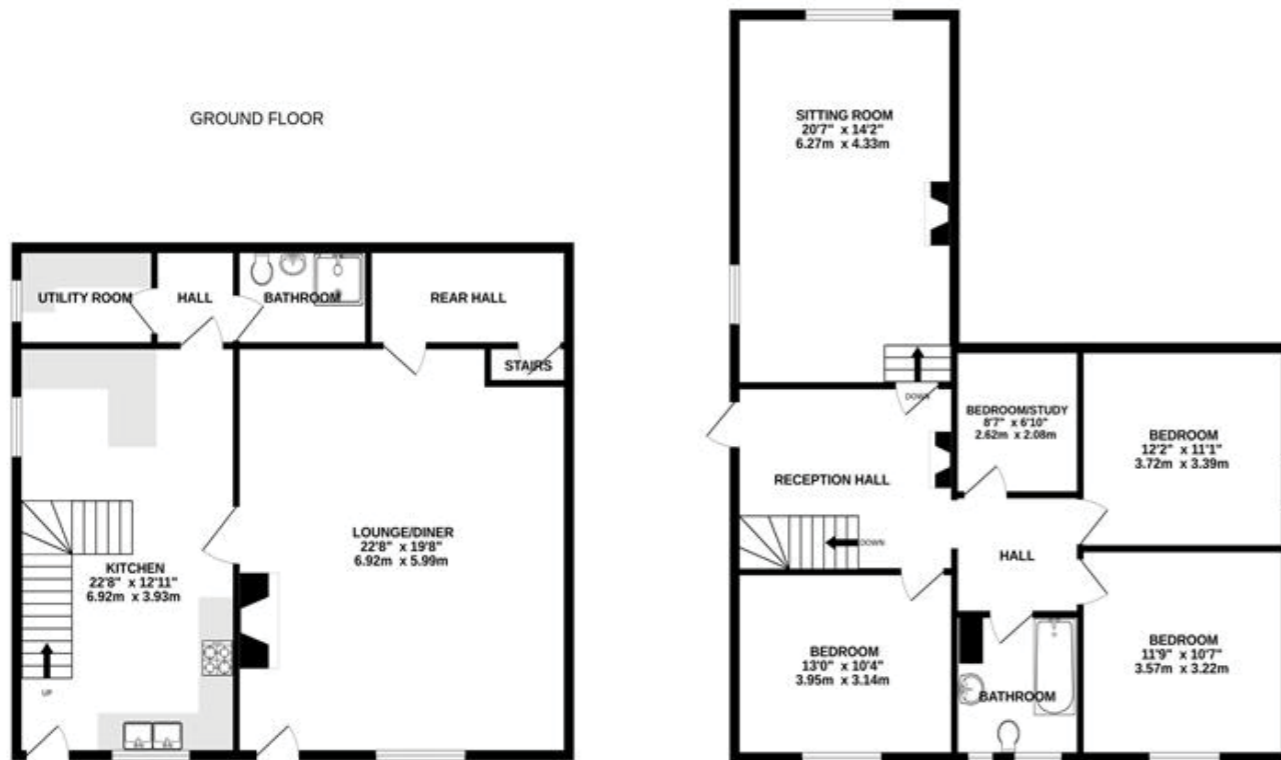 GROUND FLOOR
UTILITY ROOM
HALL
BATHROOM
REAR HALL
STAIRS
LOUNGE/DINER
22'8" x 19'8"
6.92m x 5.99m
KITCHEN
22'8" x 12'11"
6.92m x 3.93m
UP
SITTING ROOM
20'7" x 14'2"
6.27m x 4.33m
DOWN
BEDROOM/STUDY
8'7" x 6'10"
2.62m x 2.08m
BEDROOM
12'2" x 11'1"
3.72m x 3.39m
RECEPTION HALL
DOWN
HALL
BEDROOM
13'0" x 10'4"
3.95m x 3.14m
BATHROOM
BEDROOM
11'9" x 10'7"
3.57m x 3.22m